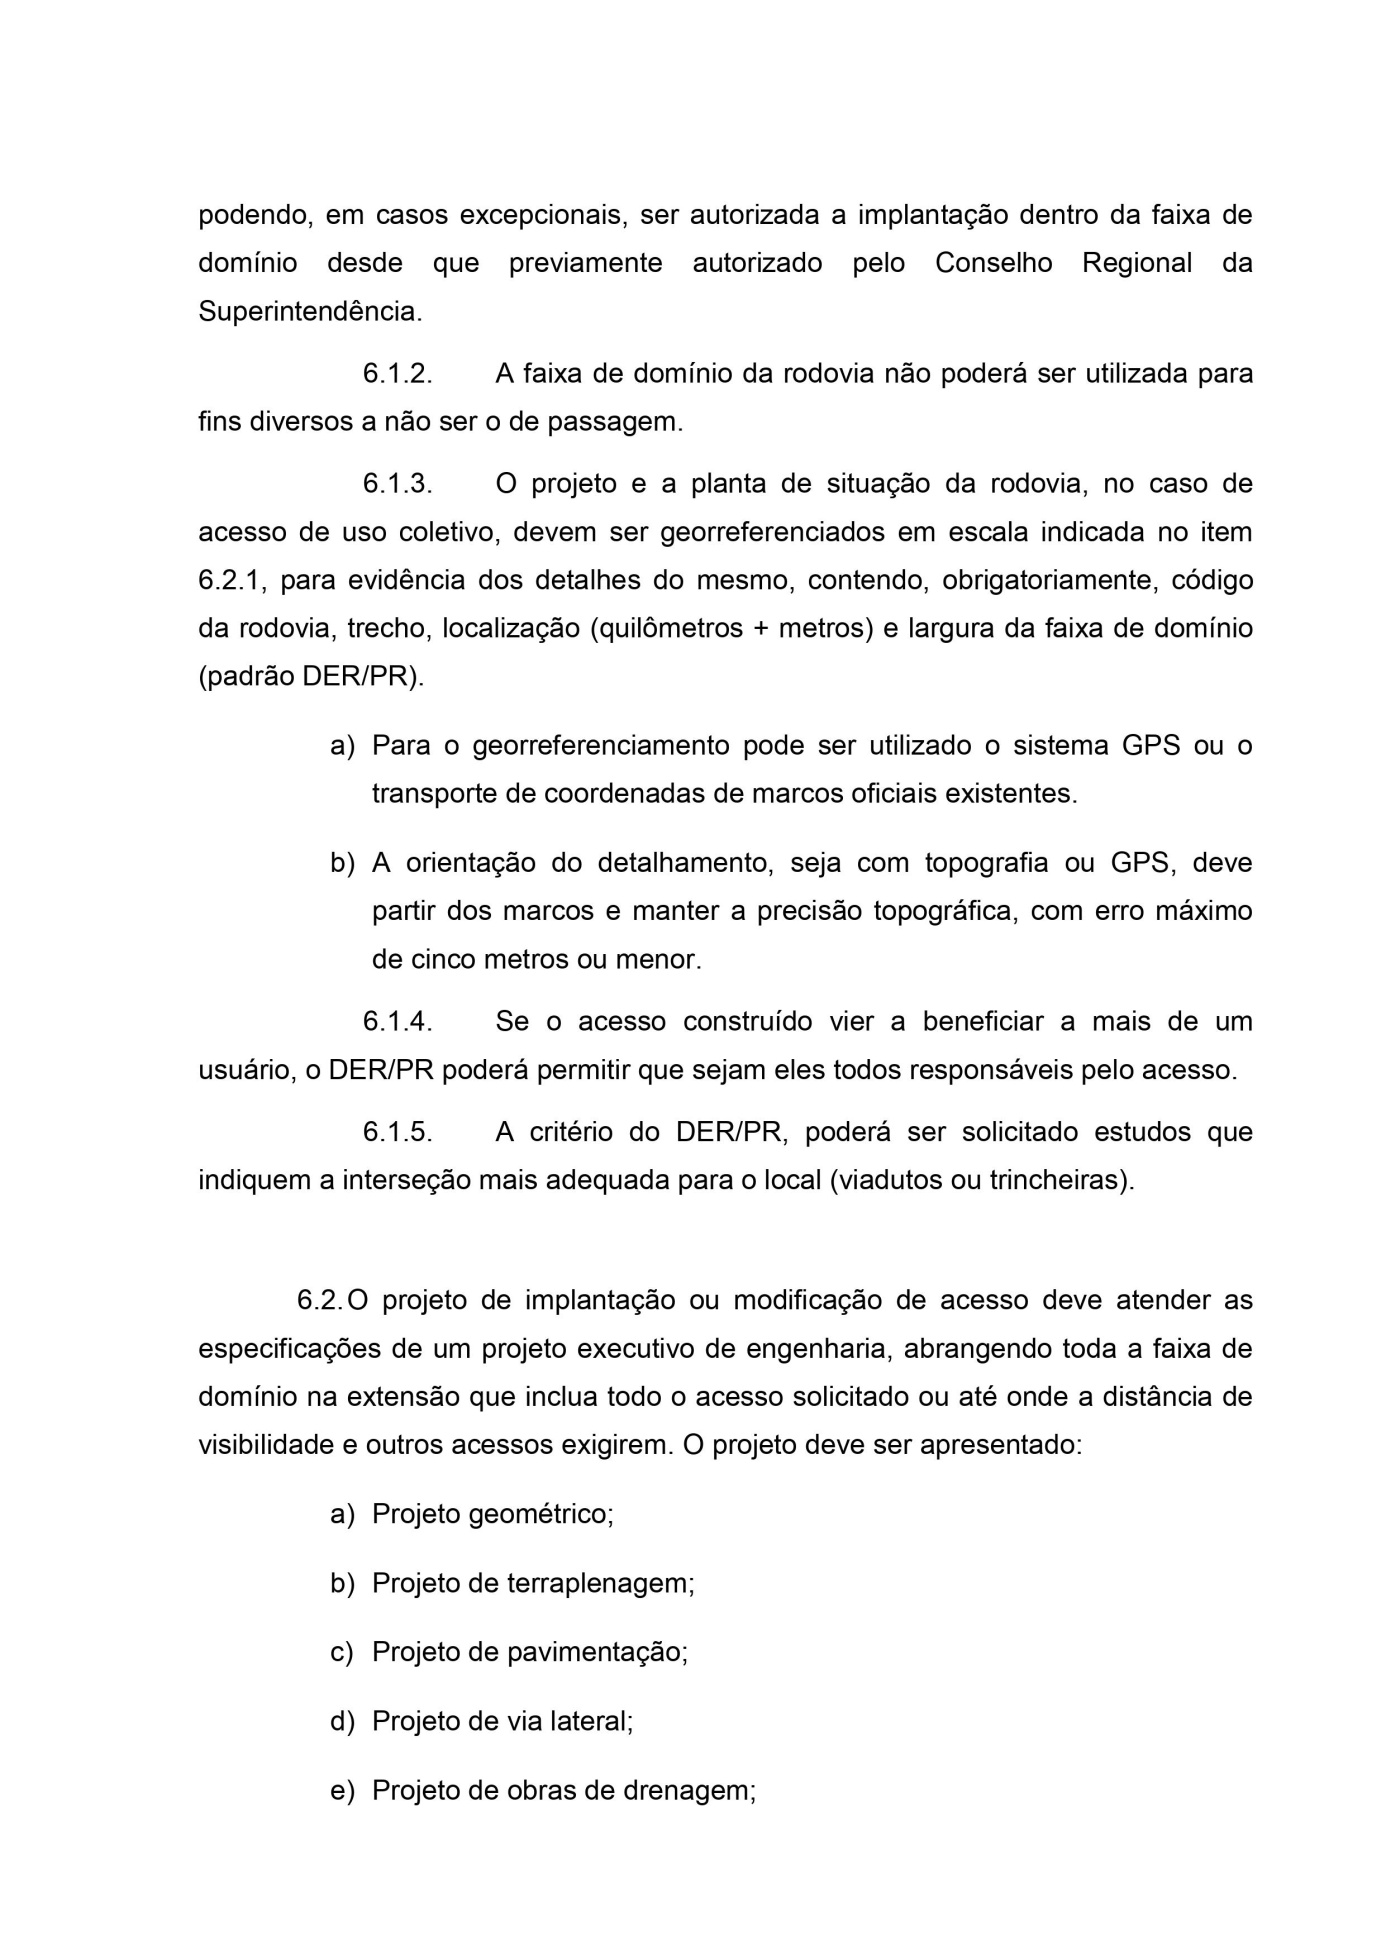 podendo, em casos excepcionais, ser autorizada a implantação dentro da faixa de
domínio desde que previamente autorizado pelo Conselho Regional da
Superintendência.
6.1.2. A faixa de domínio da rodovia não poderá ser utilizada para
fins diversos a não ser o de passagem.
6.1.3. O projeto e a planta de situação da rodovia, no caso de
acesso de uso coletivo, devem ser georreferenciados em escala indicada no item
6.2.1, para evidência dos detalhes do mesmo, contendo, obrigatoriamente, código
da rodovia, trecho, localização (quilômetros + metros) e largura da faixa de domínio
(padrão DER/PR).
a) Para o georreferenciamento pode ser utilizado o sistema GPS ou o
transporte de coordenadas de marcos oficiais existentes.
b) A orientação do detalhamento, seja com topografia ou GPS, deve
partir dos marcos e manter a precisão topográfica, com erro máximo
de cinco metros ou menor.
6.1.4. Se o acesso construído vier a beneficiar a mais de um
usuário, o DER/PR poderá permitir que sejam eles todos responsáveis pelo acesso.
6.1.5. A critério do DER/PR, poderá ser solicitado estudos que
indiquem a interseção mais adequada para o local (viadutos ou trincheiras).
6.2. O projeto de implantação ou modificação de acesso deve atender as
especificações de um projeto executivo de engenharia, abrangendo toda a faixa de
domínio na extensão que inclua todo o acesso solicitado ou até onde a distância de
visibilidade e outros acessos exigirem. O projeto deve ser apresentado:
a) Projeto geométrico;
b) Projeto de terraplenagem;
c) Projeto de pavimentação;
d) Projeto de via lateral;
e) Projeto de obras de drenagem;